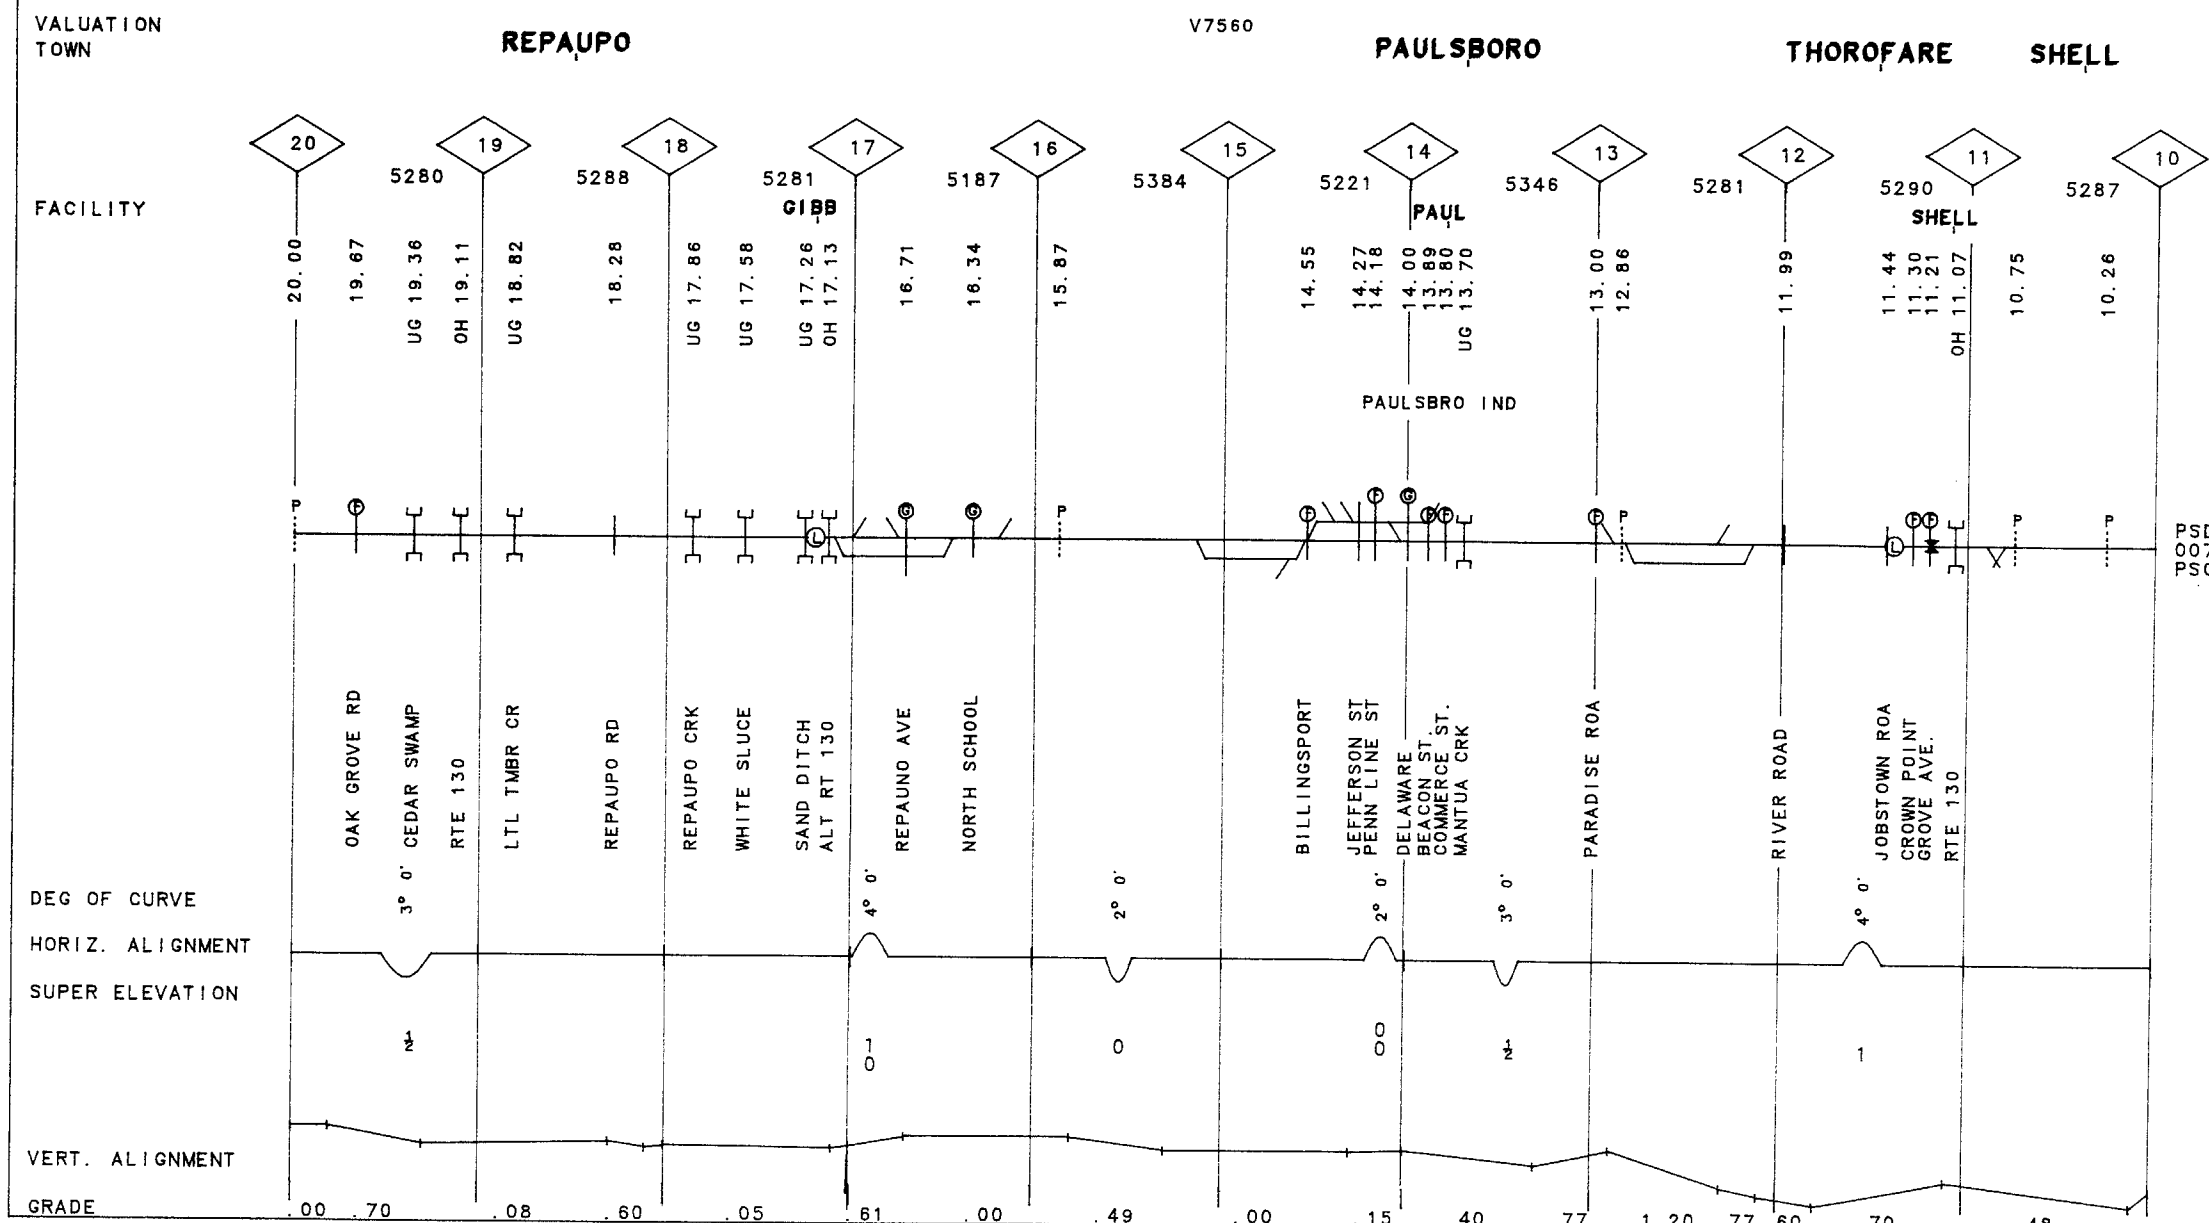 VALUATION
TOWN
REPAUPO
V7560
PAULSBORO
THOROFARE
SHELL
20
19
18
17
16
15
14
13
12
11
10
5280
5288
5281
5187
5384
5221
5346
5281
5290
5287
FACILITY
GIBB
PAUL
SHELL
20.00
19.67
UG 19.36
OH 19.11
UG 18.82
18.28
UG 17.86
UG 17.58
UG 17.26
OH 17.13
16.71
16.34
15.87
14.55
14.27
14.18
14.00
13.89
13.80
UG 13.70
13.00
12.86
11.99
11.44
11.30
11.21
OH 11.07
10.75
10.26
PAULSBRO IND
P
F
L
G
G
P
F
F
G
F
F
F
P
L
F
F
P
P
OAK GROVE RD
CEDAR SWAMP
RTE 130
LTL TMBR CR
REPAUPO RD
REPAUPO CRK
WHITE SLUCE
SAND DITCH
ALT RT 130
REPAUNO AVE
NORTH SCHOOL
BILLINGSPORT
JEFFERSON ST
PENN LINE ST
DELAWARE
BEACON ST.
COMMERCE ST.
MANTUA CRK
PARADISE ROA
RIVER ROAD
JOBSTOWN ROA
CROWN POINT
GROVE AVE.
RTE 130
DEG OF CURVE
3° 0'
4° 0'
2° 0'
2° 0'
3° 0'
4° 0'
HORIZ. ALIGNMENT
SUPER ELEVATION
½
1
0
0
0
0
½
1
VERT. ALIGNMENT
GRADE
.00 .70 .08 .60 .05 .61 .00 .49 .00 .15 .40 .77 1.20 .77 .60 .70 .48